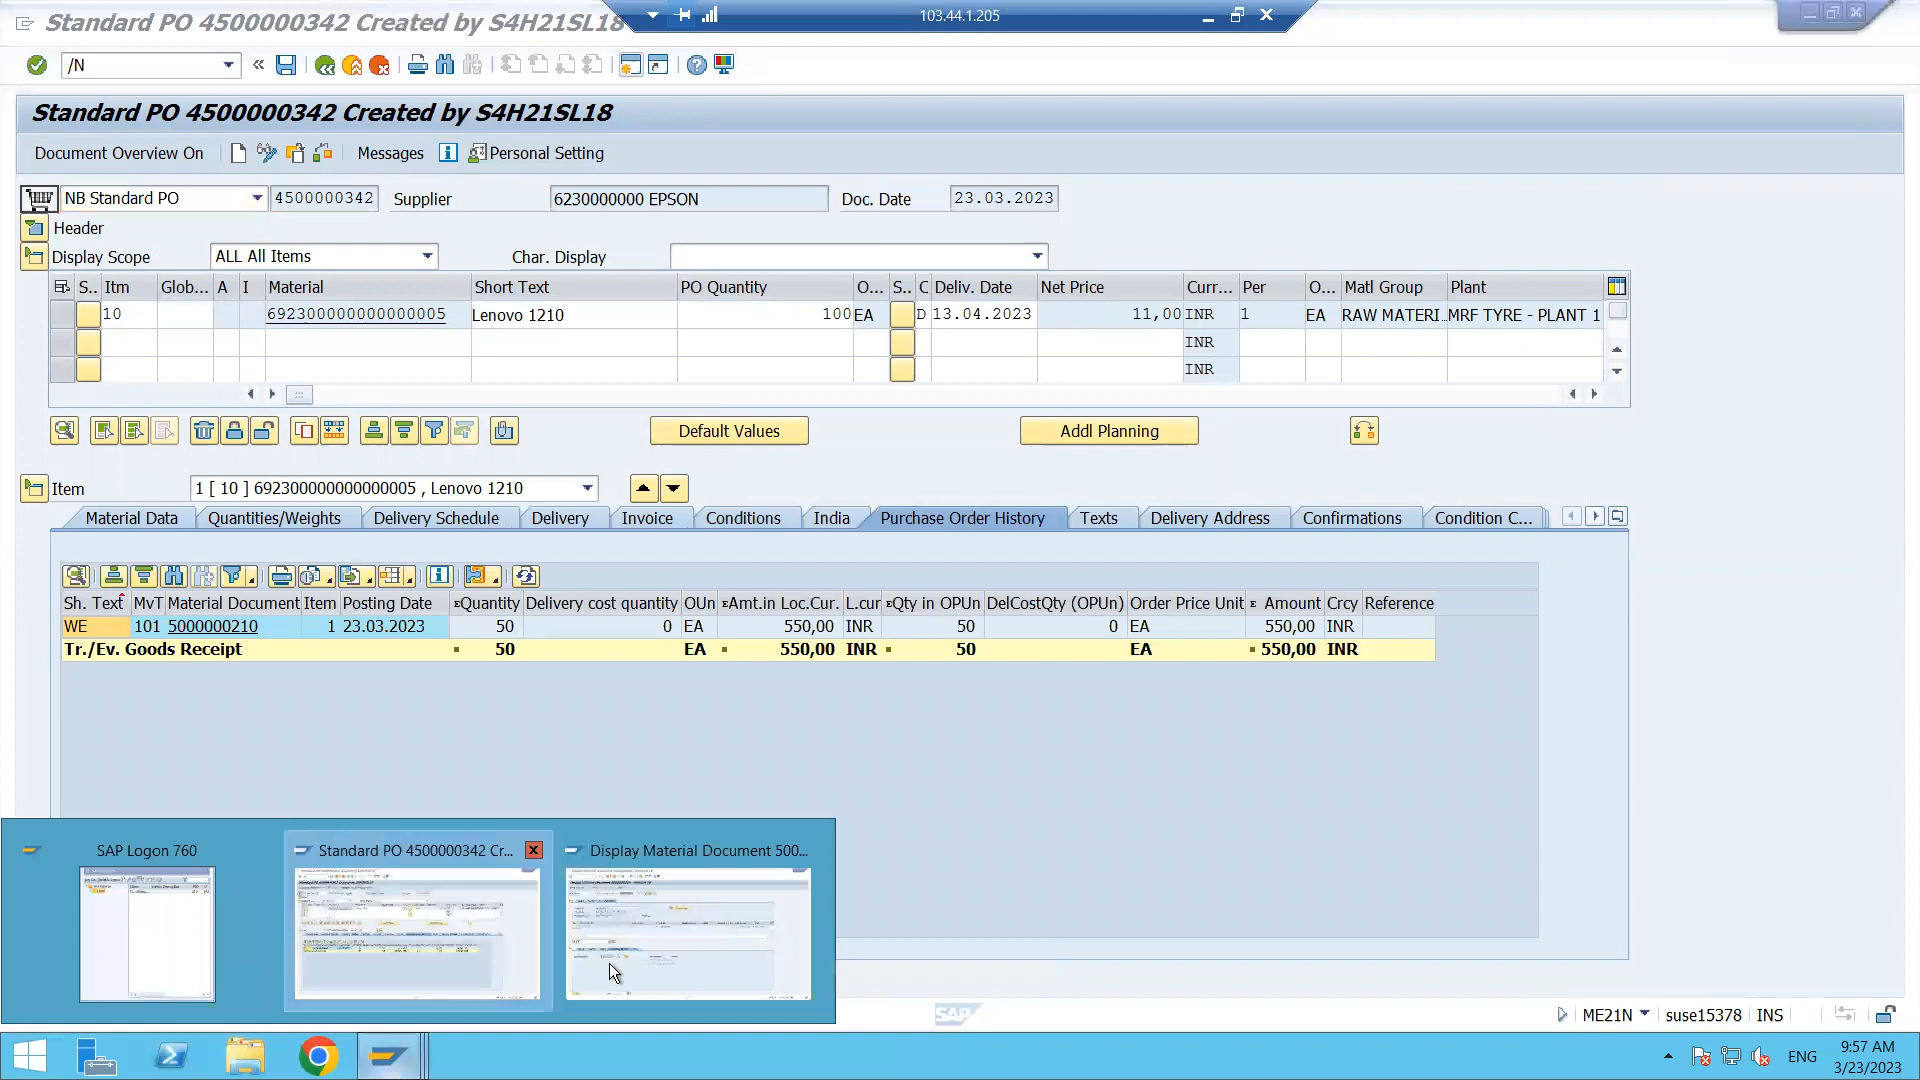 Standard PO 4500000342 Created by S4H21SL18
103.44.1.205
/N
Standard PO 4500000342 Created by S4H21SL18
Document Overview On
Messages
Personal Setting
NB Standard PO
4500000342
Supplier
6230000000 EPSON
Doc. Date
23.03.2023
Header
Display Scope
ALL All Items
Char. Display
S.. Itm Glob... A I Material Short Text PO Quantity O... S.. C Deliv. Date Net Price Curr... Per O... Matl Group Plant
10 692300000000000005 Lenovo 1210 100 EA D 13.04.2023 11,00 INR 1 EA RAW MATERI... MRF TYRE - PLANT 1
INR
INR
Default Values
Addl Planning
Item
1 [ 10 ] 692300000000000005 , Lenovo 1210
Material Data Quantities/Weights Delivery Schedule Delivery Invoice Conditions India Purchase Order History Texts Delivery Address Confirmations Condition C...
Sh. Text MvT Material Document Item Posting Date Quantity Delivery cost quantity OUn Amt.in Loc.Cur. L.cur Qty in OPUn DelCostQty (OPUn) Order Price Unit Amount Crcy Reference
WE 101 5000000210 1 23.03.2023 50 0 EA 550,00 INR 50 0 EA 550,00 INR
Tr./Ev. Goods Receipt 50 EA 550,00 INR 50 EA 550,00 INR
SAP Logon 760
Standard PO 4500000342 Cr...
Display Material Document 500...
SAP
ME21N
suse15378
INS
ENG
9:57 AM
3/23/2023